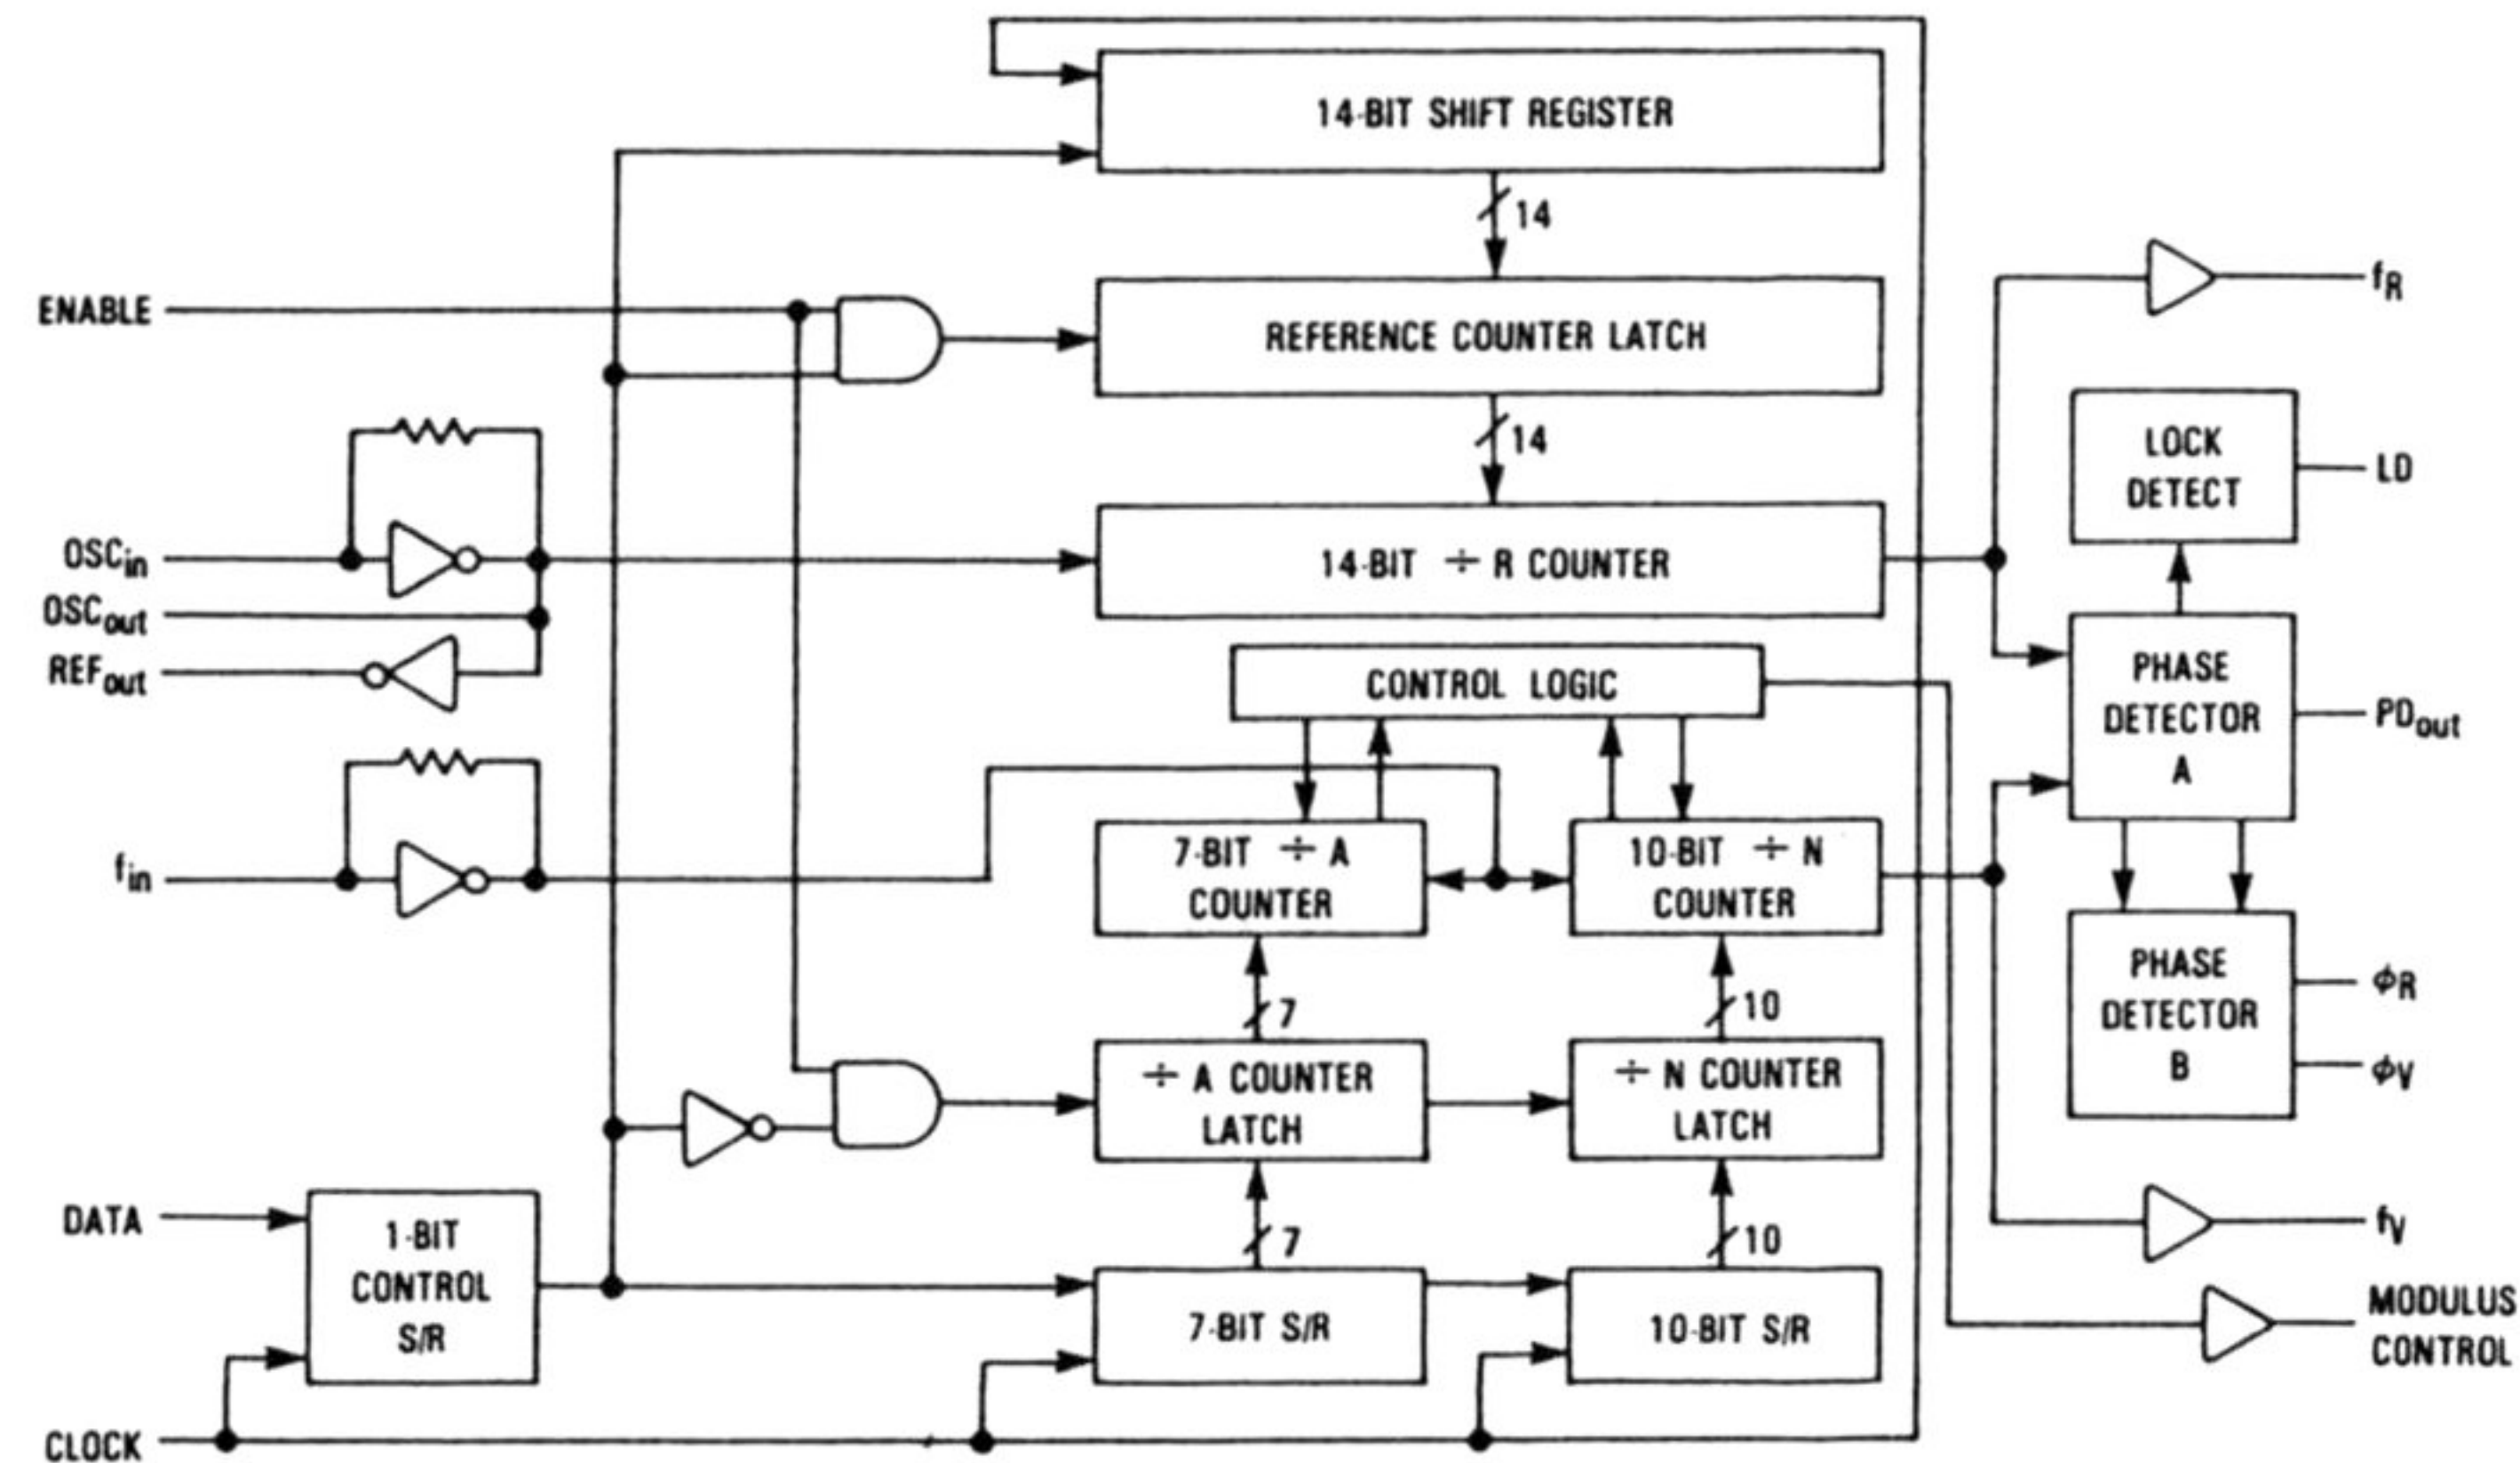 14-BIT SHIFT REGISTER
14
ENABLE
REFERENCE COUNTER LATCH
fR
14
LOCK
DETECT
LD
OSCin
14-BIT ÷ R COUNTER
OSCout
REFout
CONTROL LOGIC
PHASE
DETECTOR
A
PDout
fin
7-BIT ÷ A
COUNTER
10-BIT ÷ N
COUNTER
7
10
PHASE
DETECTOR
B
ϕR
ϕV
÷ A COUNTER
LATCH
÷ N COUNTER
LATCH
DATA
1-BIT
CONTROL
S/R
7
10
fV
7-BIT S/R
10-BIT S/R
MODULUS
CONTROL
CLOCK